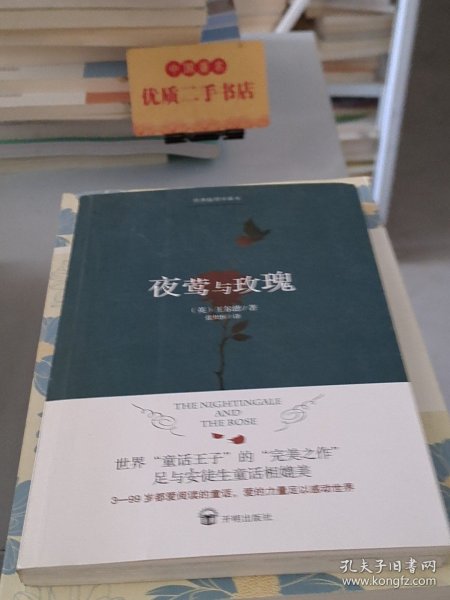 中国书店
优质二手书店
夜莺与玫瑰
（英）王尔德/著
THE NIGHTINGALE
AND
THE ROSE
世界“童话王子”的“完美之作”
足与安徒生童话相媲美
3—99岁都爱阅读的童话，爱的力量足以感动世界
开明出版社
孔夫子旧书网
www.kongfz.com